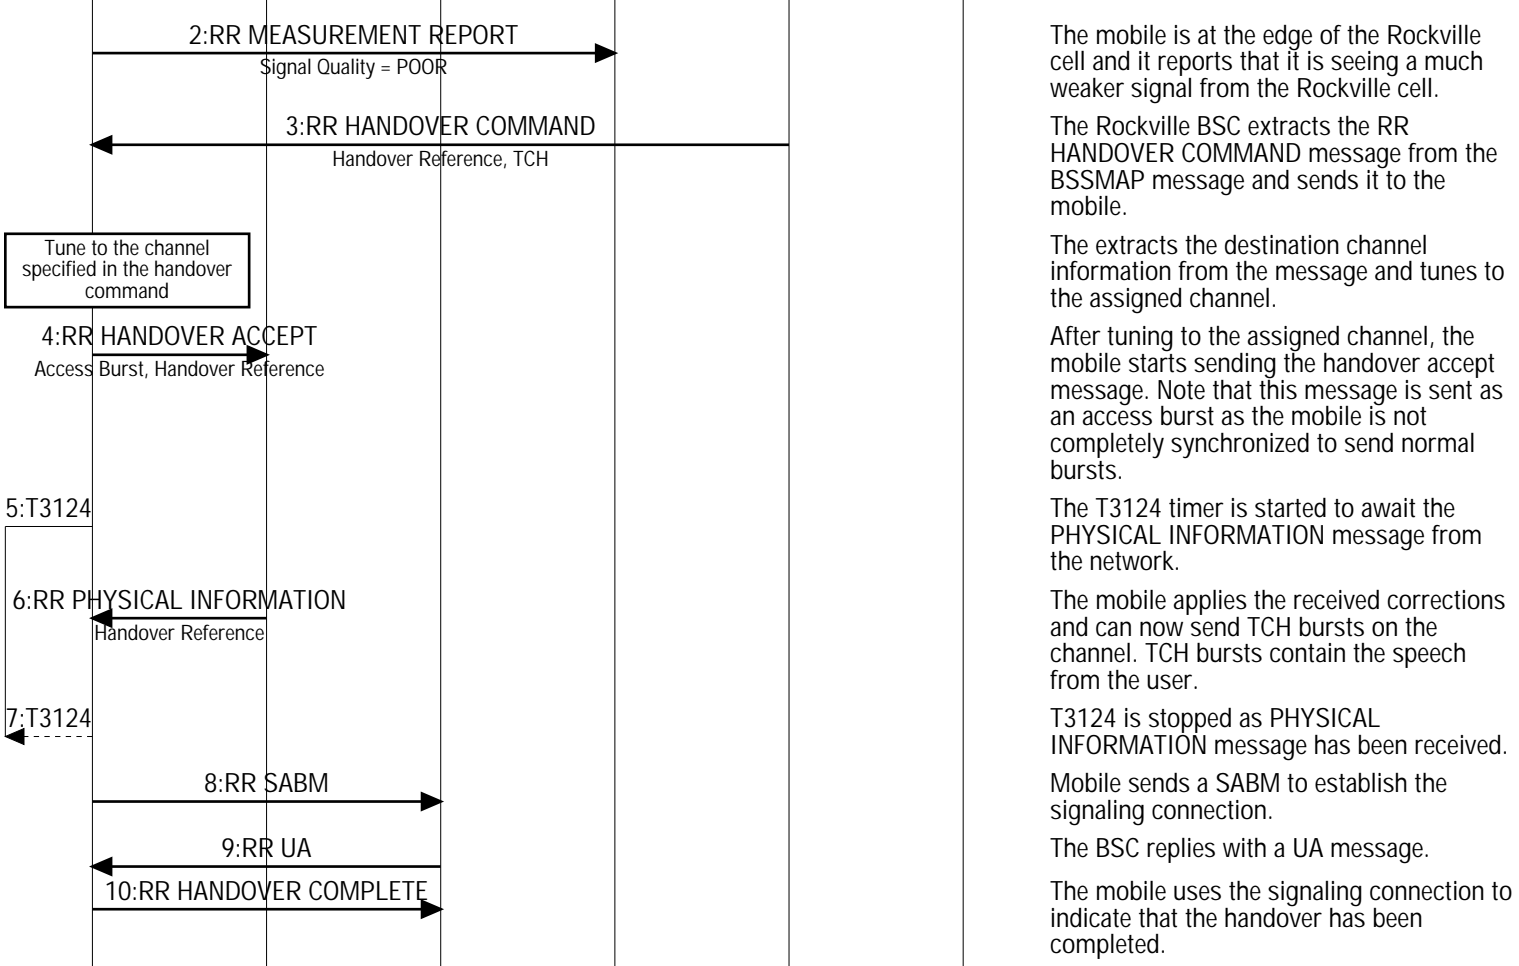 2:RR MEASUREMENT REPORT
Signal Quality = POOR
The mobile is at the edge of the Rockville
cell and it reports that it is seeing a much
weaker signal from the Rockville cell.
3:RR HANDOVER COMMAND
Handover Reference, TCH
The Rockville BSC extracts the RR
HANDOVER COMMAND message from the
BSSMAP message and sends it to the
mobile.
Tune to the channel
specified in the handover
command
The extracts the destination channel
information from the message and tunes to
the assigned channel.
4:RR HANDOVER ACCEPT
Access Burst, Handover Reference
After tuning to the assigned channel, the
mobile starts sending the handover accept
message. Note that this message is sent as
an access burst as the mobile is not
completely synchronized to send normal
bursts.
5:T3124
The T3124 timer is started to await the
PHYSICAL INFORMATION message from
the network.
6:RR PHYSICAL INFORMATION
Handover Reference
The mobile applies the received corrections
and can now send TCH bursts on the
channel. TCH bursts contain the speech
from the user.
7:T3124
T3124 is stopped as PHYSICAL
INFORMATION message has been received.
8:RR SABM
Mobile sends a SABM to establish the
signaling connection.
9:RR UA
The BSC replies with a UA message.
10:RR HANDOVER COMPLETE
The mobile uses the signaling connection to
indicate that the handover has been
completed.